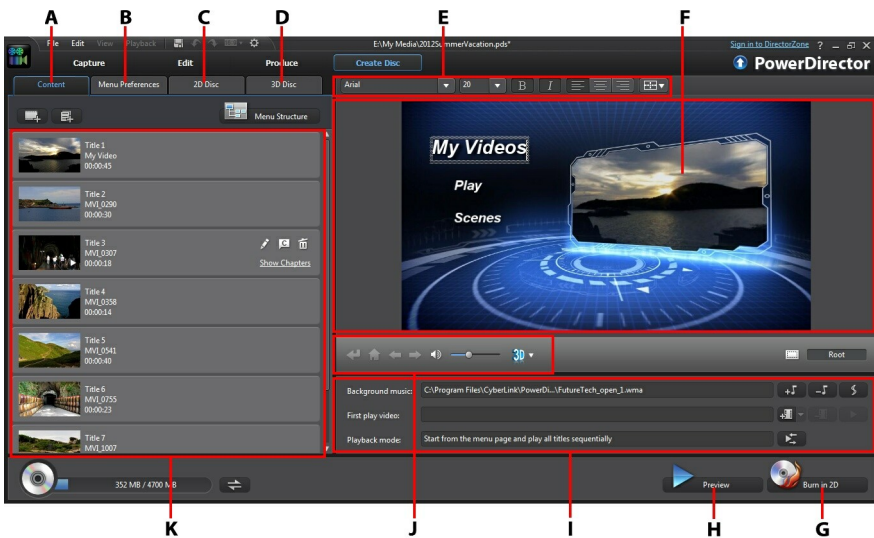 A B C D E F
File Edit View Playback E:\My Media\2012SummerVacation.pds* Sign in to DirectorZone ?
Capture Edit Produce Create Disc PowerDirector
Content Menu Preferences 2D Disc 3D Disc Arial 20 B I
Menu Structure
Title 1
My Video
00:00:45
Title 2
MVI_0290
00:00:30
Title 3
MVI_0307
00:00:18
Show Chapters
Title 4
MVI_0358
00:00:14
Title 5
MVI_0541
00:00:40
Title 6
MVI_0755
00:00:23
Title 7
MVI_1007
My Videos
Play
Scenes
3D Root
Background music: C:\Program Files\CyberLink\PowerDi...\FutureTech_open_1.wma
First play video:
Playback mode: Start from the menu page and play all titles sequentially
352 MB / 4700 MB Preview Burn in 2D
K J I H G